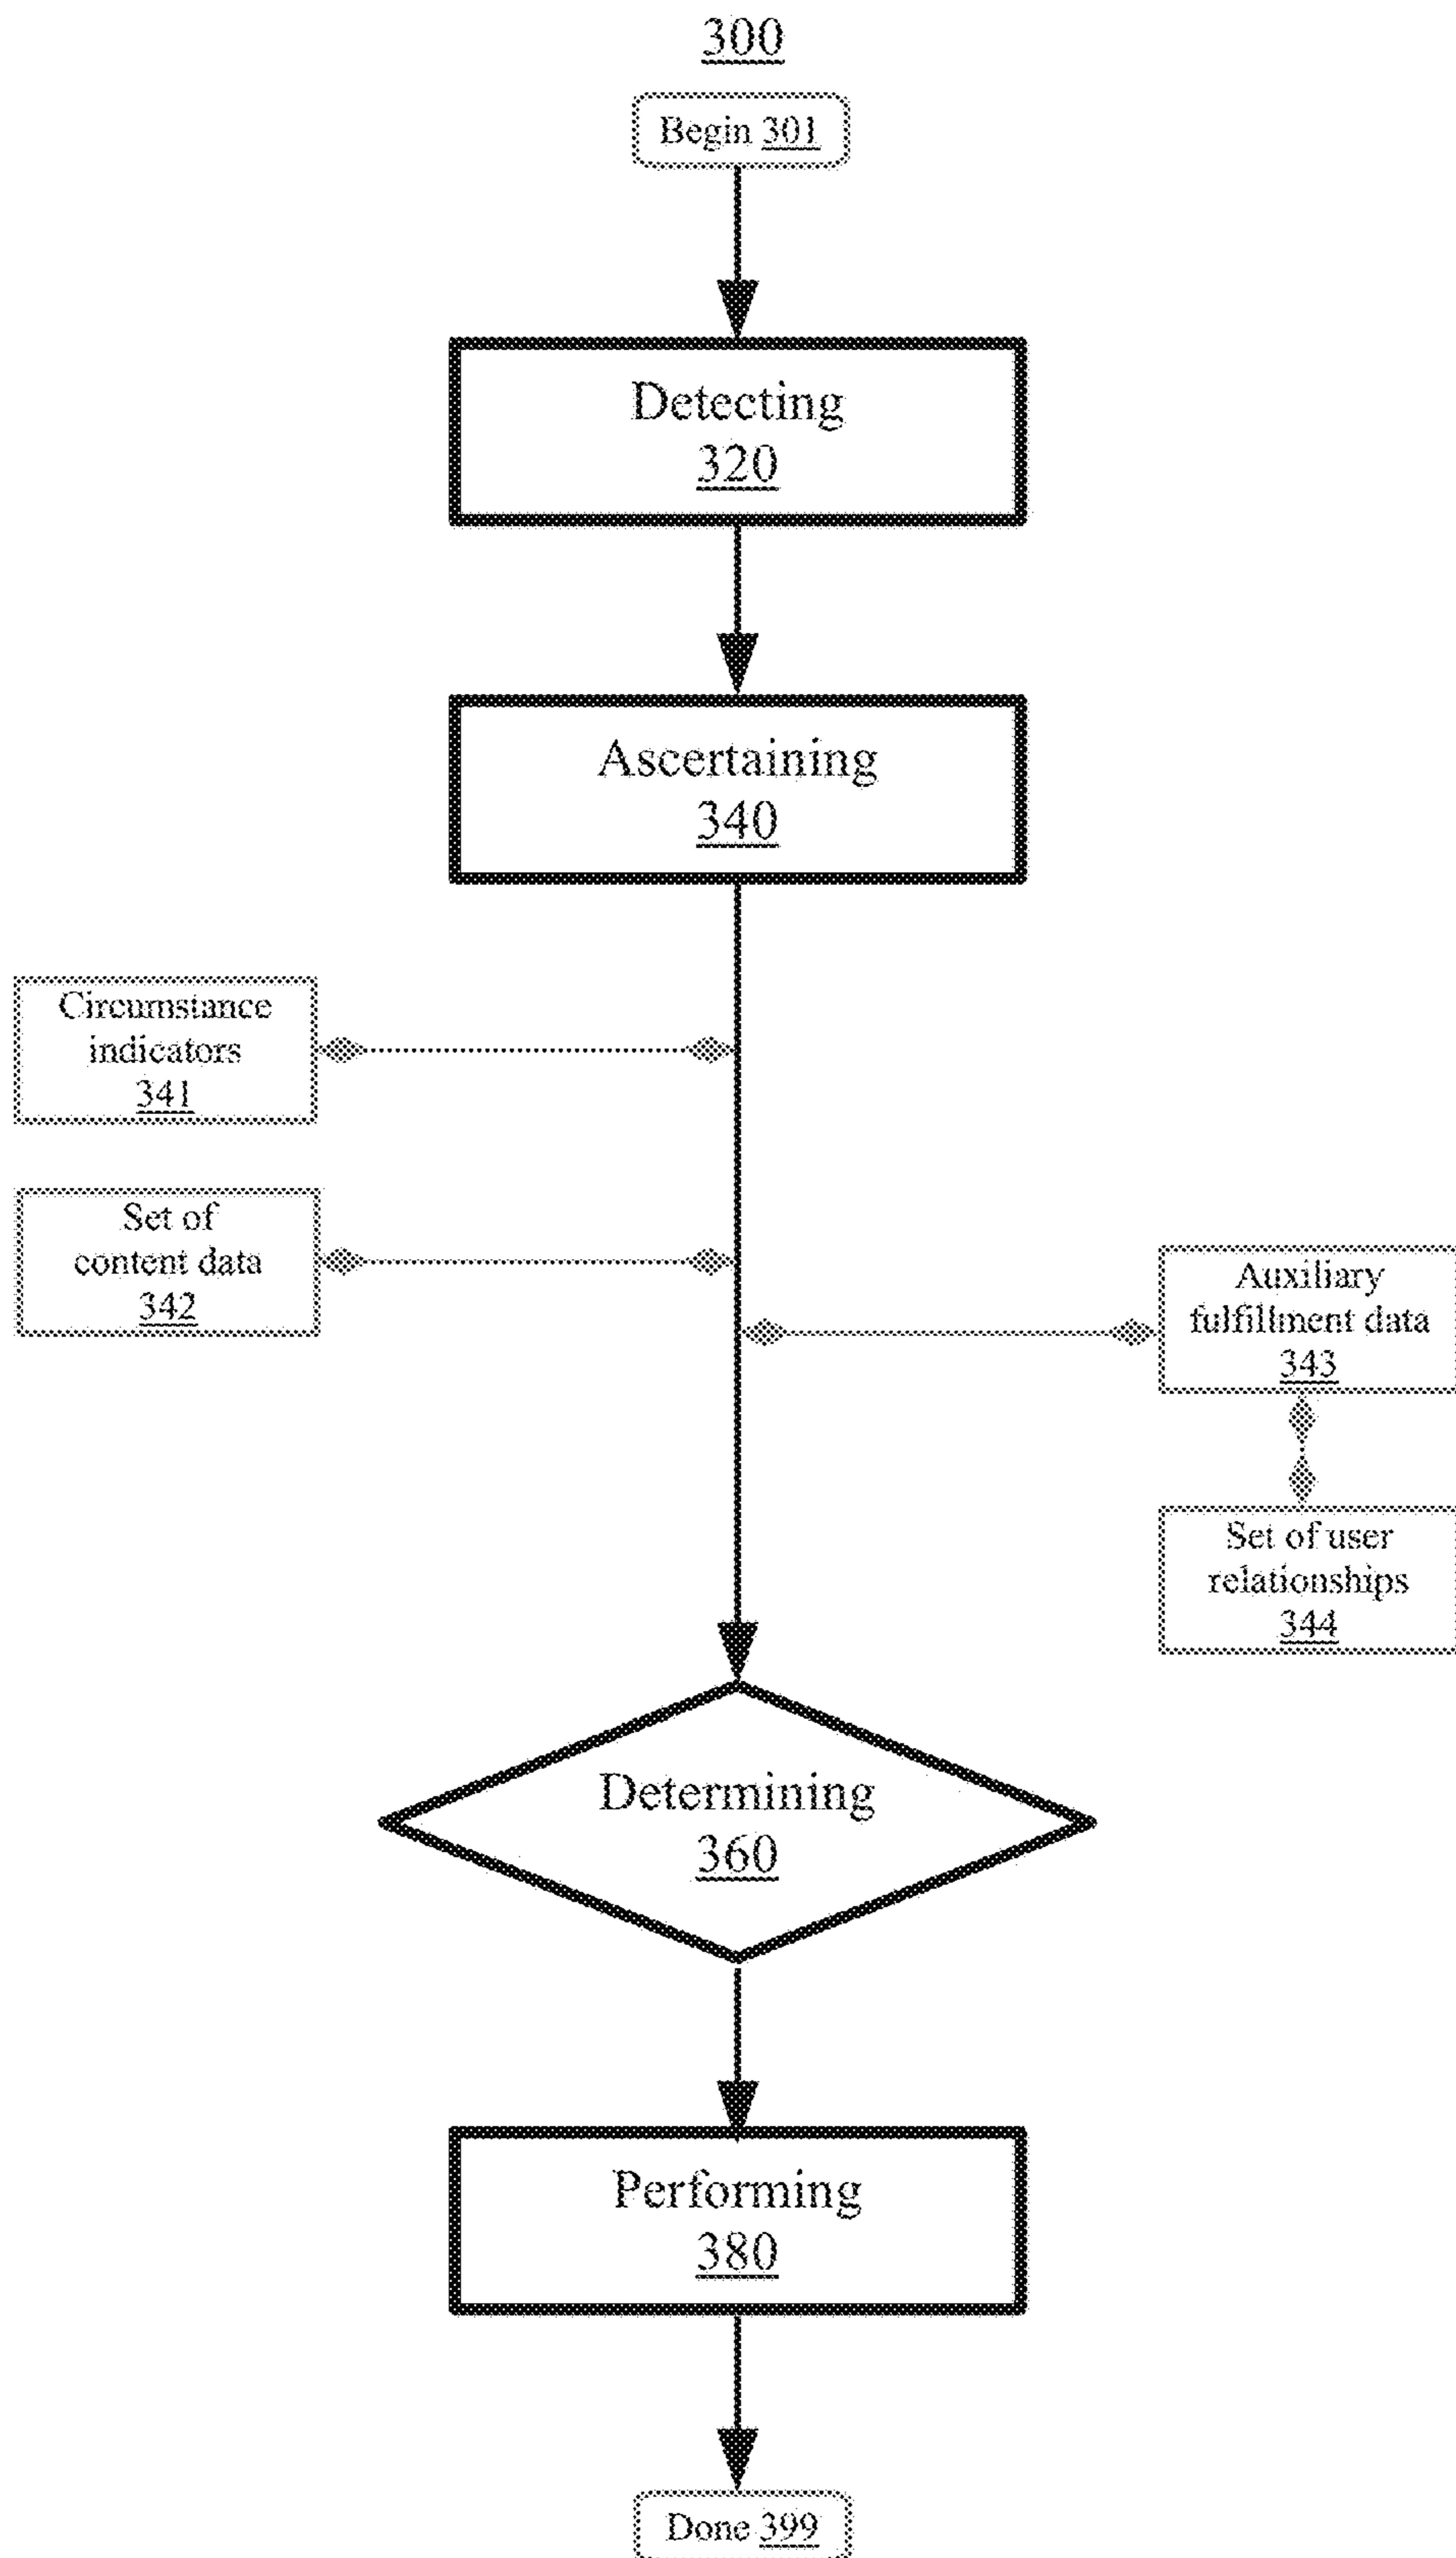 300
Begin 301
Detecting
320
Ascertaining
340
Circumstance
indicators
341
Set of
content data
342
Auxiliary
fulfillment data
343
Set of user
relationships
344
Determining
360
Performing
380
Done 399